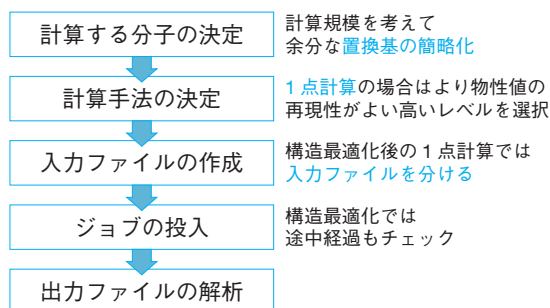 計算する分子の決定
計算規模を考えて
余分な置換基の簡略化
計算手法の決定
1 点計算の場合はより物性値の
再現性がよい高いレベルを選択
入力ファイルの作成
構造最適化後の 1 点計算では
入力ファイルを分ける
ジョブの投入
構造最適化では
途中経過もチェック
出力ファイルの解析